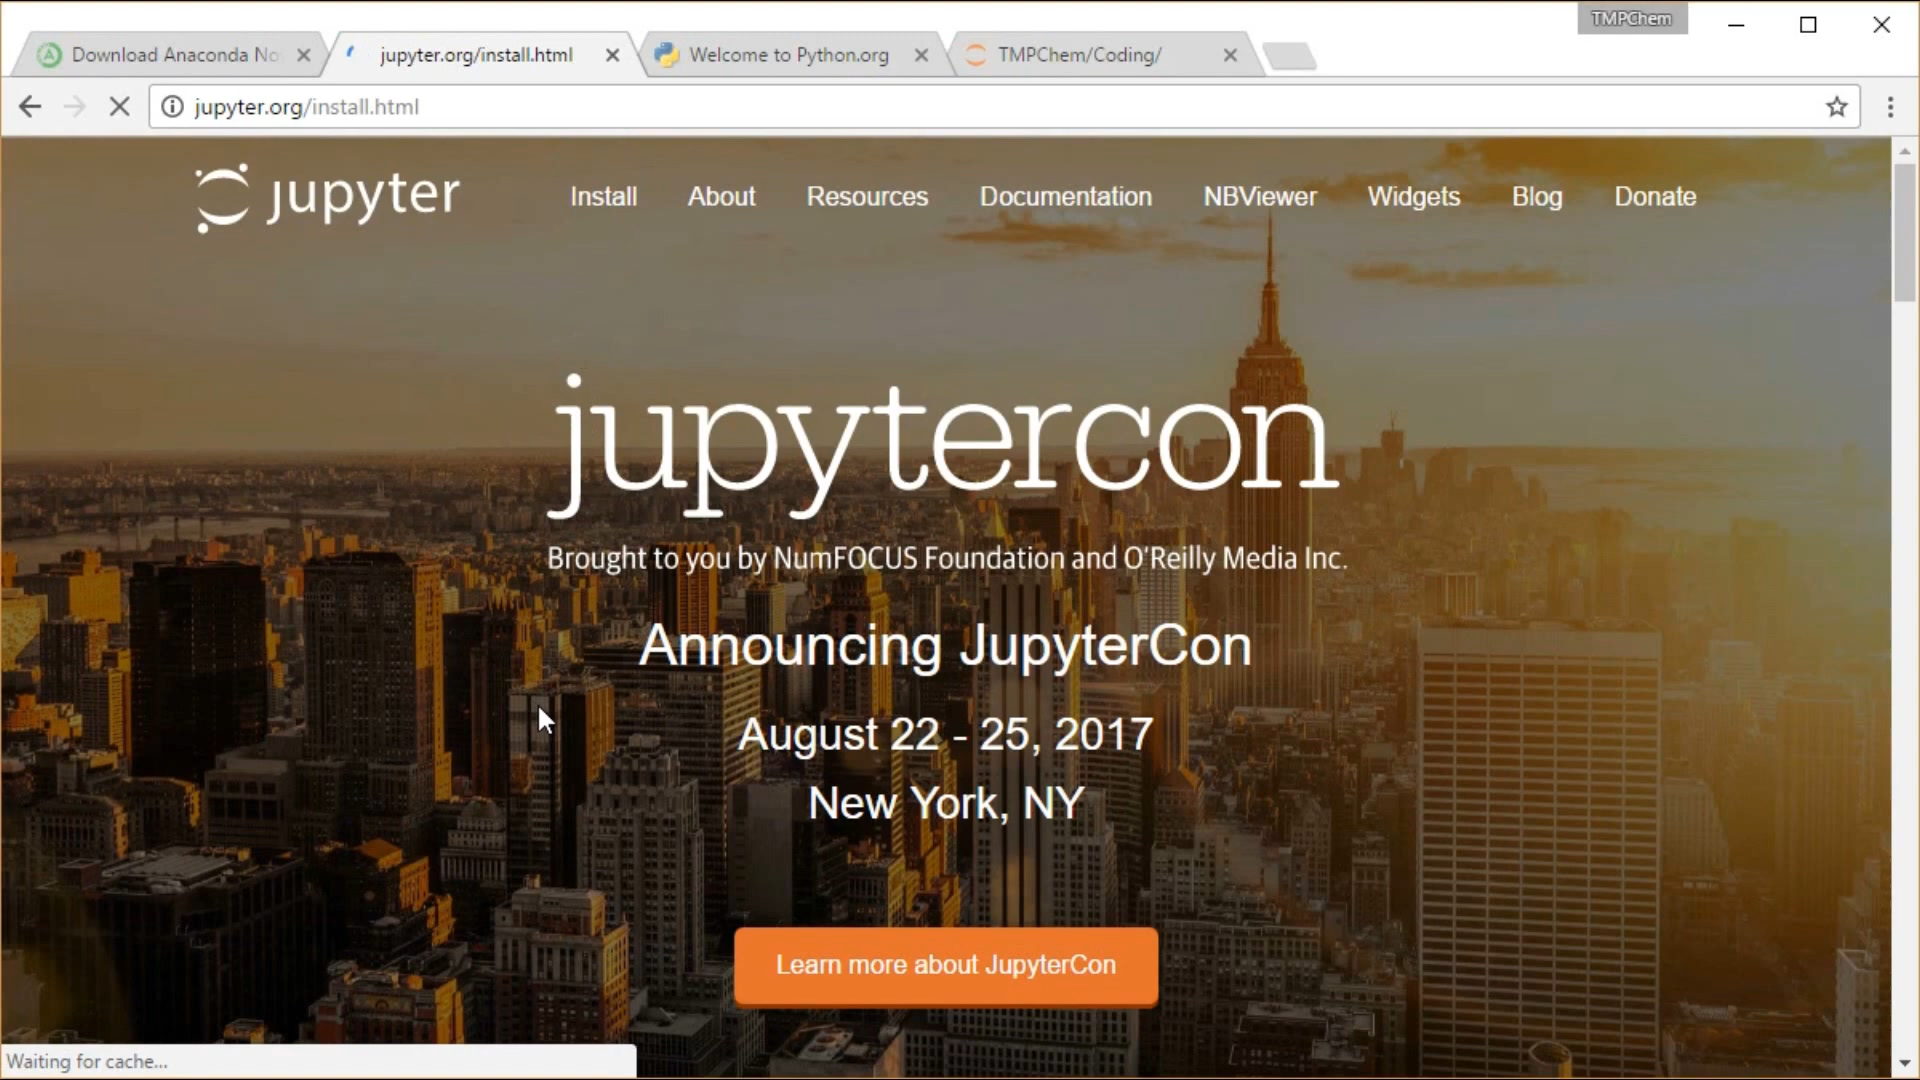 TMPChem
Download Anaconda No
jupyter.org/install.html
Welcome to Python.org
TMPChem/Coding/
jupyter.org/install.html
jupyter
Install
About
Resources
Documentation
NBViewer
Widgets
Blog
Donate
jupytercon
Brought to you by NumFOCUS Foundation and O'Reilly Media Inc.
Announcing JupyterCon
August 22 - 25, 2017
New York, NY
Learn more about JupyterCon
Waiting for cache...